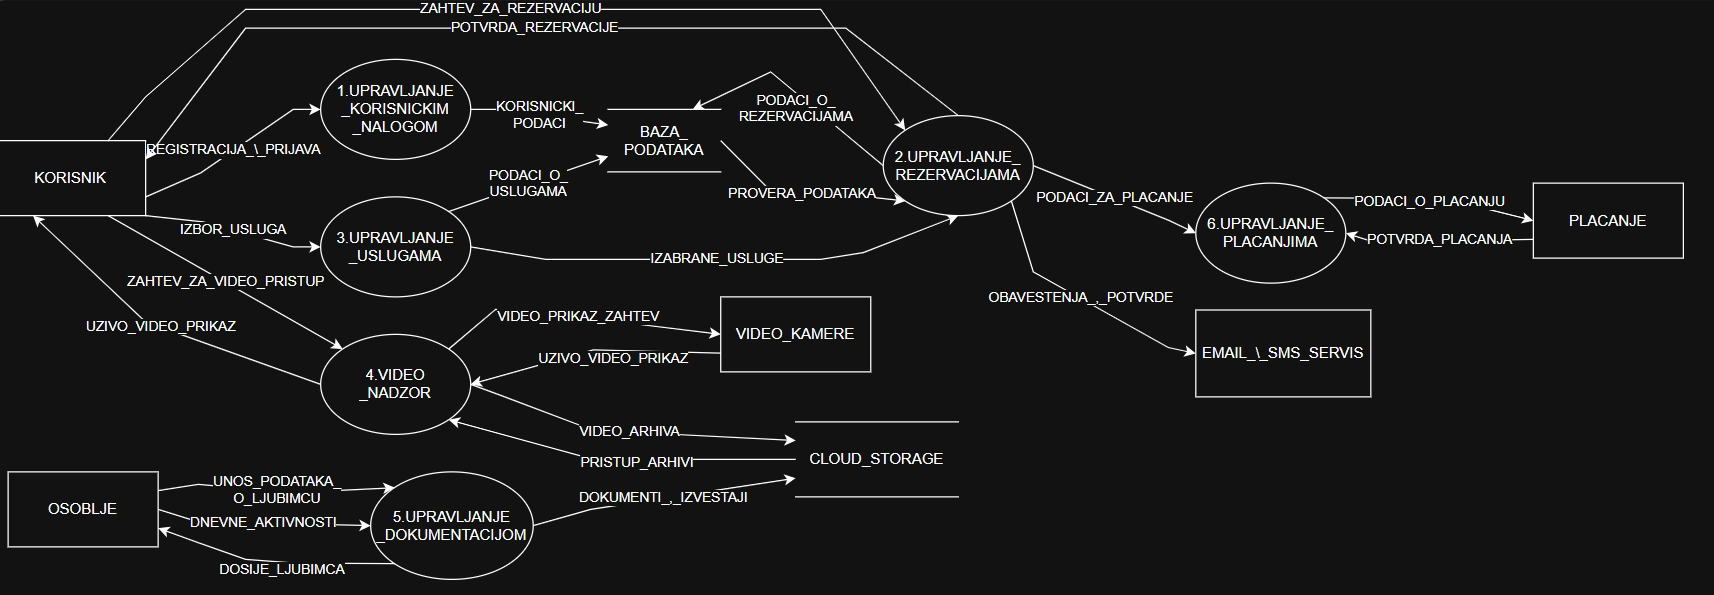 ZAHTEV_ZA_REZERVACIJU
POTVRDA_REZERVACIJE
1.UPRAVLJANJE
_KORISNICKIM
_NALOGOM
KORISNICKI_
PODACI
PODACI_O_
REZERVACIJAMA
BAZA_
PODATAKA
REGISTRACIJA_\_PRIJAVA
KORISNIK
2.UPRAVLJANJE_
REZERVACIJAMA
PODACI_O_
USLUGAMA
PROVERA_PODATAKA
PODACI_ZA_PLACANJE
PODACI_O_PLACANJU
PLACANJE
6.UPRAVLJANJE_
PLACANJIMA
POTVRDA_PLACANJA
IZBOR_USLUGA
3.UPRAVLJANJE
_USLUGAMA
IZABRANE_USLUGE
ZAHTEV_ZA_VIDEO_PRISTUP
OBAVESTENJA_,_POTVRDE
UZIVO_VIDEO_PRIKAZ
VIDEO_PRIKAZ_ZAHTEV
VIDEO_KAMERE
UZIVO_VIDEO_PRIKAZ
EMAIL_\_SMS_SERVIS
4.VIDEO
_NADZOR
VIDEO_ARHIVA
PRISTUP_ARHIVI
CLOUD_STORAGE
UNOS_PODATAKA_
O_LJUBIMCU
DOKUMENTI_,_IZVESTAJI
OSOBLJE
DNEVNE_AKTIVNOSTI
5.UPRAVLJANJE
_DOKUMENTACIJOM
DOSIJE_LJUBIMCA